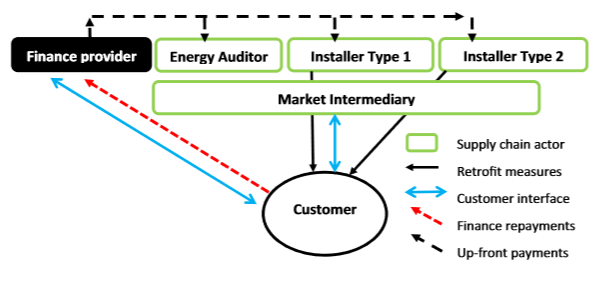 Finance provider
Energy Auditor
Installer Type 1
Installer Type 2
Market Intermediary
Customer
Supply chain actor
Retrofit measures
Customer interface
Finance repayments
Up-front payments